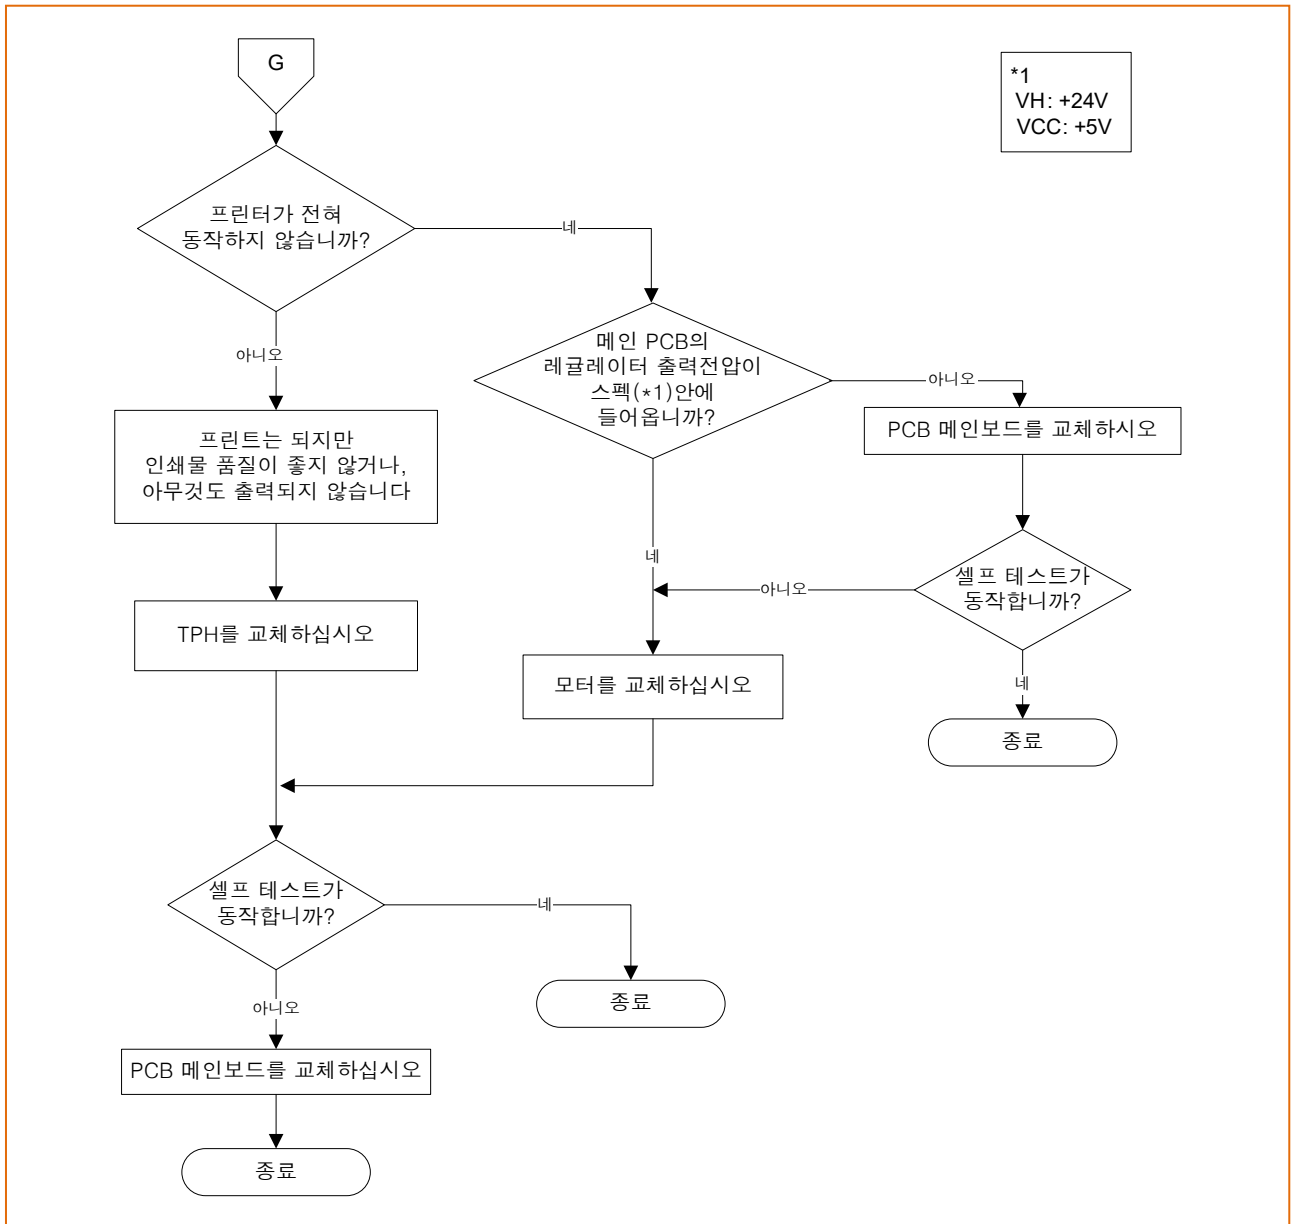 G
*1
VH: +24V
VCC: +5V
프린터가 전혀
동작하지 않습니까?
네
아니오
메인 PCB의
레귤레이터 출력전압이
스펙(*1)안에
들어옵니까?
아니오
PCB 메인보드를 교체하시오
프린트는 되지만
인쇄물 품질이 좋지 않거나,
아무것도 출력되지 않습니다
네
아니오
셀프 테스트가
동작합니까?
TPH를 교체하십시오
모터를 교체하십시오
네
종료
셀프 테스트가
동작합니까?
네
종료
아니오
PCB 메인보드를 교체하십시오
종료